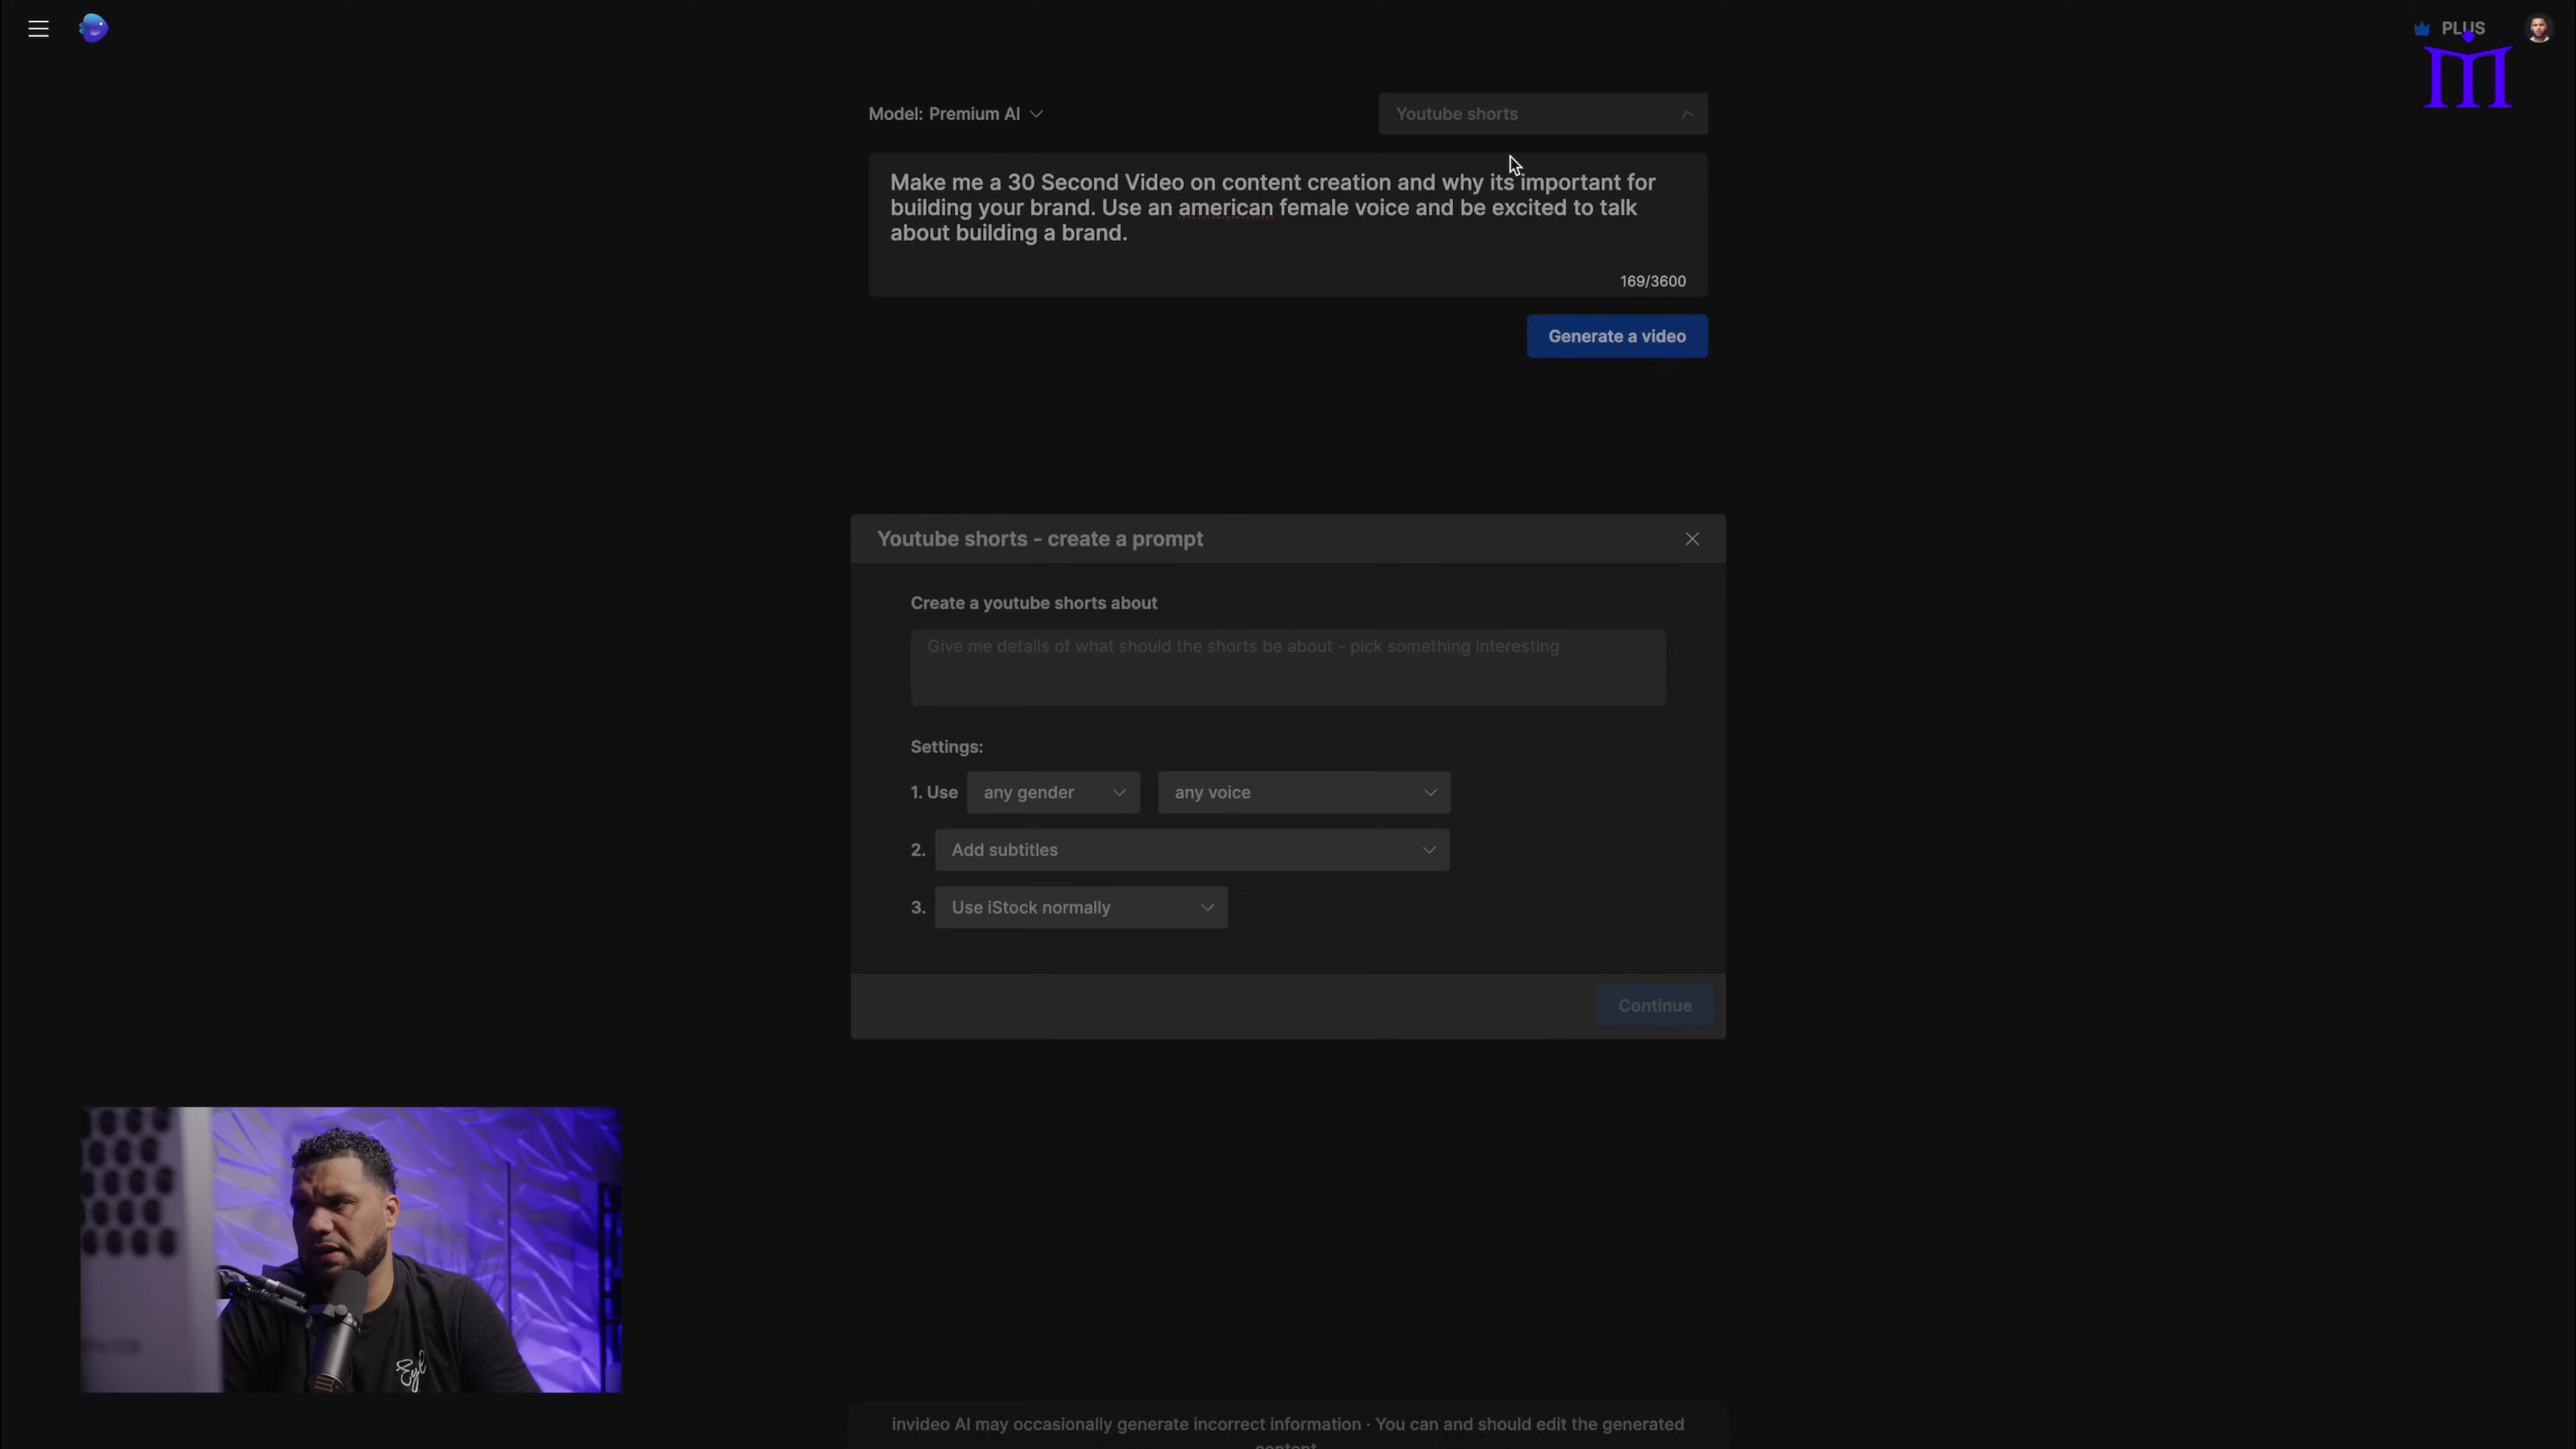 PLUS
Model: Premium AI
Youtube shorts
Make me a 30 Second Video on content creation and why its important for
building your brand. Use an american female voice and be excited to talk
about building a brand.
169/3600
Generate a video
Youtube shorts - create a prompt
Create a youtube shorts about
Give me details of what should the shorts be about - pick something interesting
Settings:
1. Use any gender any voice
2. Add subtitles
3. Use iStock normally
Continue
Eyl
invideo AI may occasionally generate incorrect information · You can and should edit the generated
content